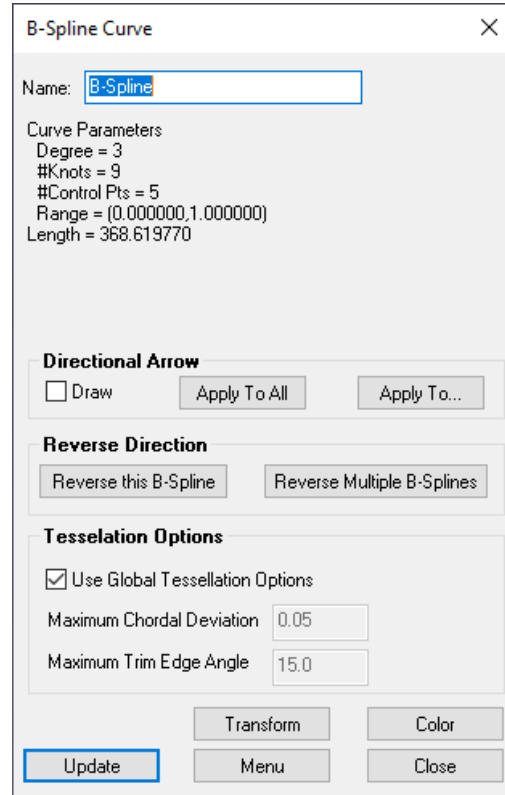 B-Spline Curve
Name: B-Spline
Curve Parameters
Degree = 3
#Knots = 9
#Control Pts = 5
Range = (0.000000,1.000000)
Length = 368.619770
Directional Arrow
Draw Apply To All Apply To...
Reverse Direction
Reverse this B-Spline Reverse Multiple B-Splines
Tesselation Options
Use Global Tessellation Options
Maximum Chordal Deviation 0.05
Maximum Trim Edge Angle 15.0
Transform Color
Update Menu Close